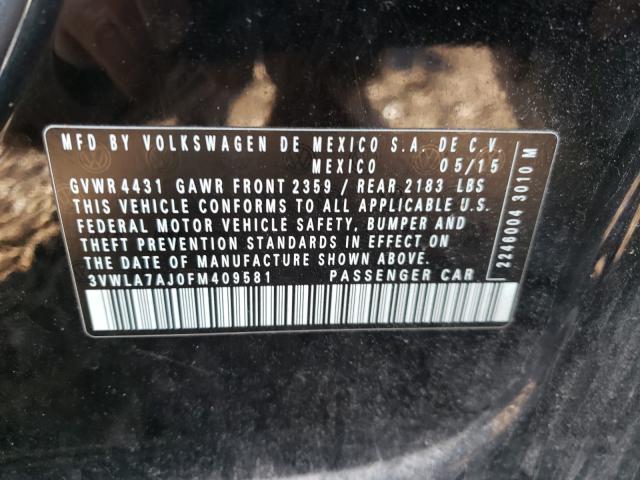 MFD BY VOLKSWAGEN DE MEXICO S.A. DE C.V.
MEXICO 05/15
GVWR 4431 GAWR FRONT 2359 / REAR 2183 LBS
THIS VEHICLE CONFORMS TO ALL APPLICABLE U.S.
FEDERAL MOTOR VEHICLE SAFETY, BUMPER AND
THEFT PREVENTION STANDARDS IN EFFECT ON
THE DATE OF MANUFACTURE SHOWN ABOVE.
3VWLA7AJ0FM409581 PASSENGER CAR
2246004 3010 M